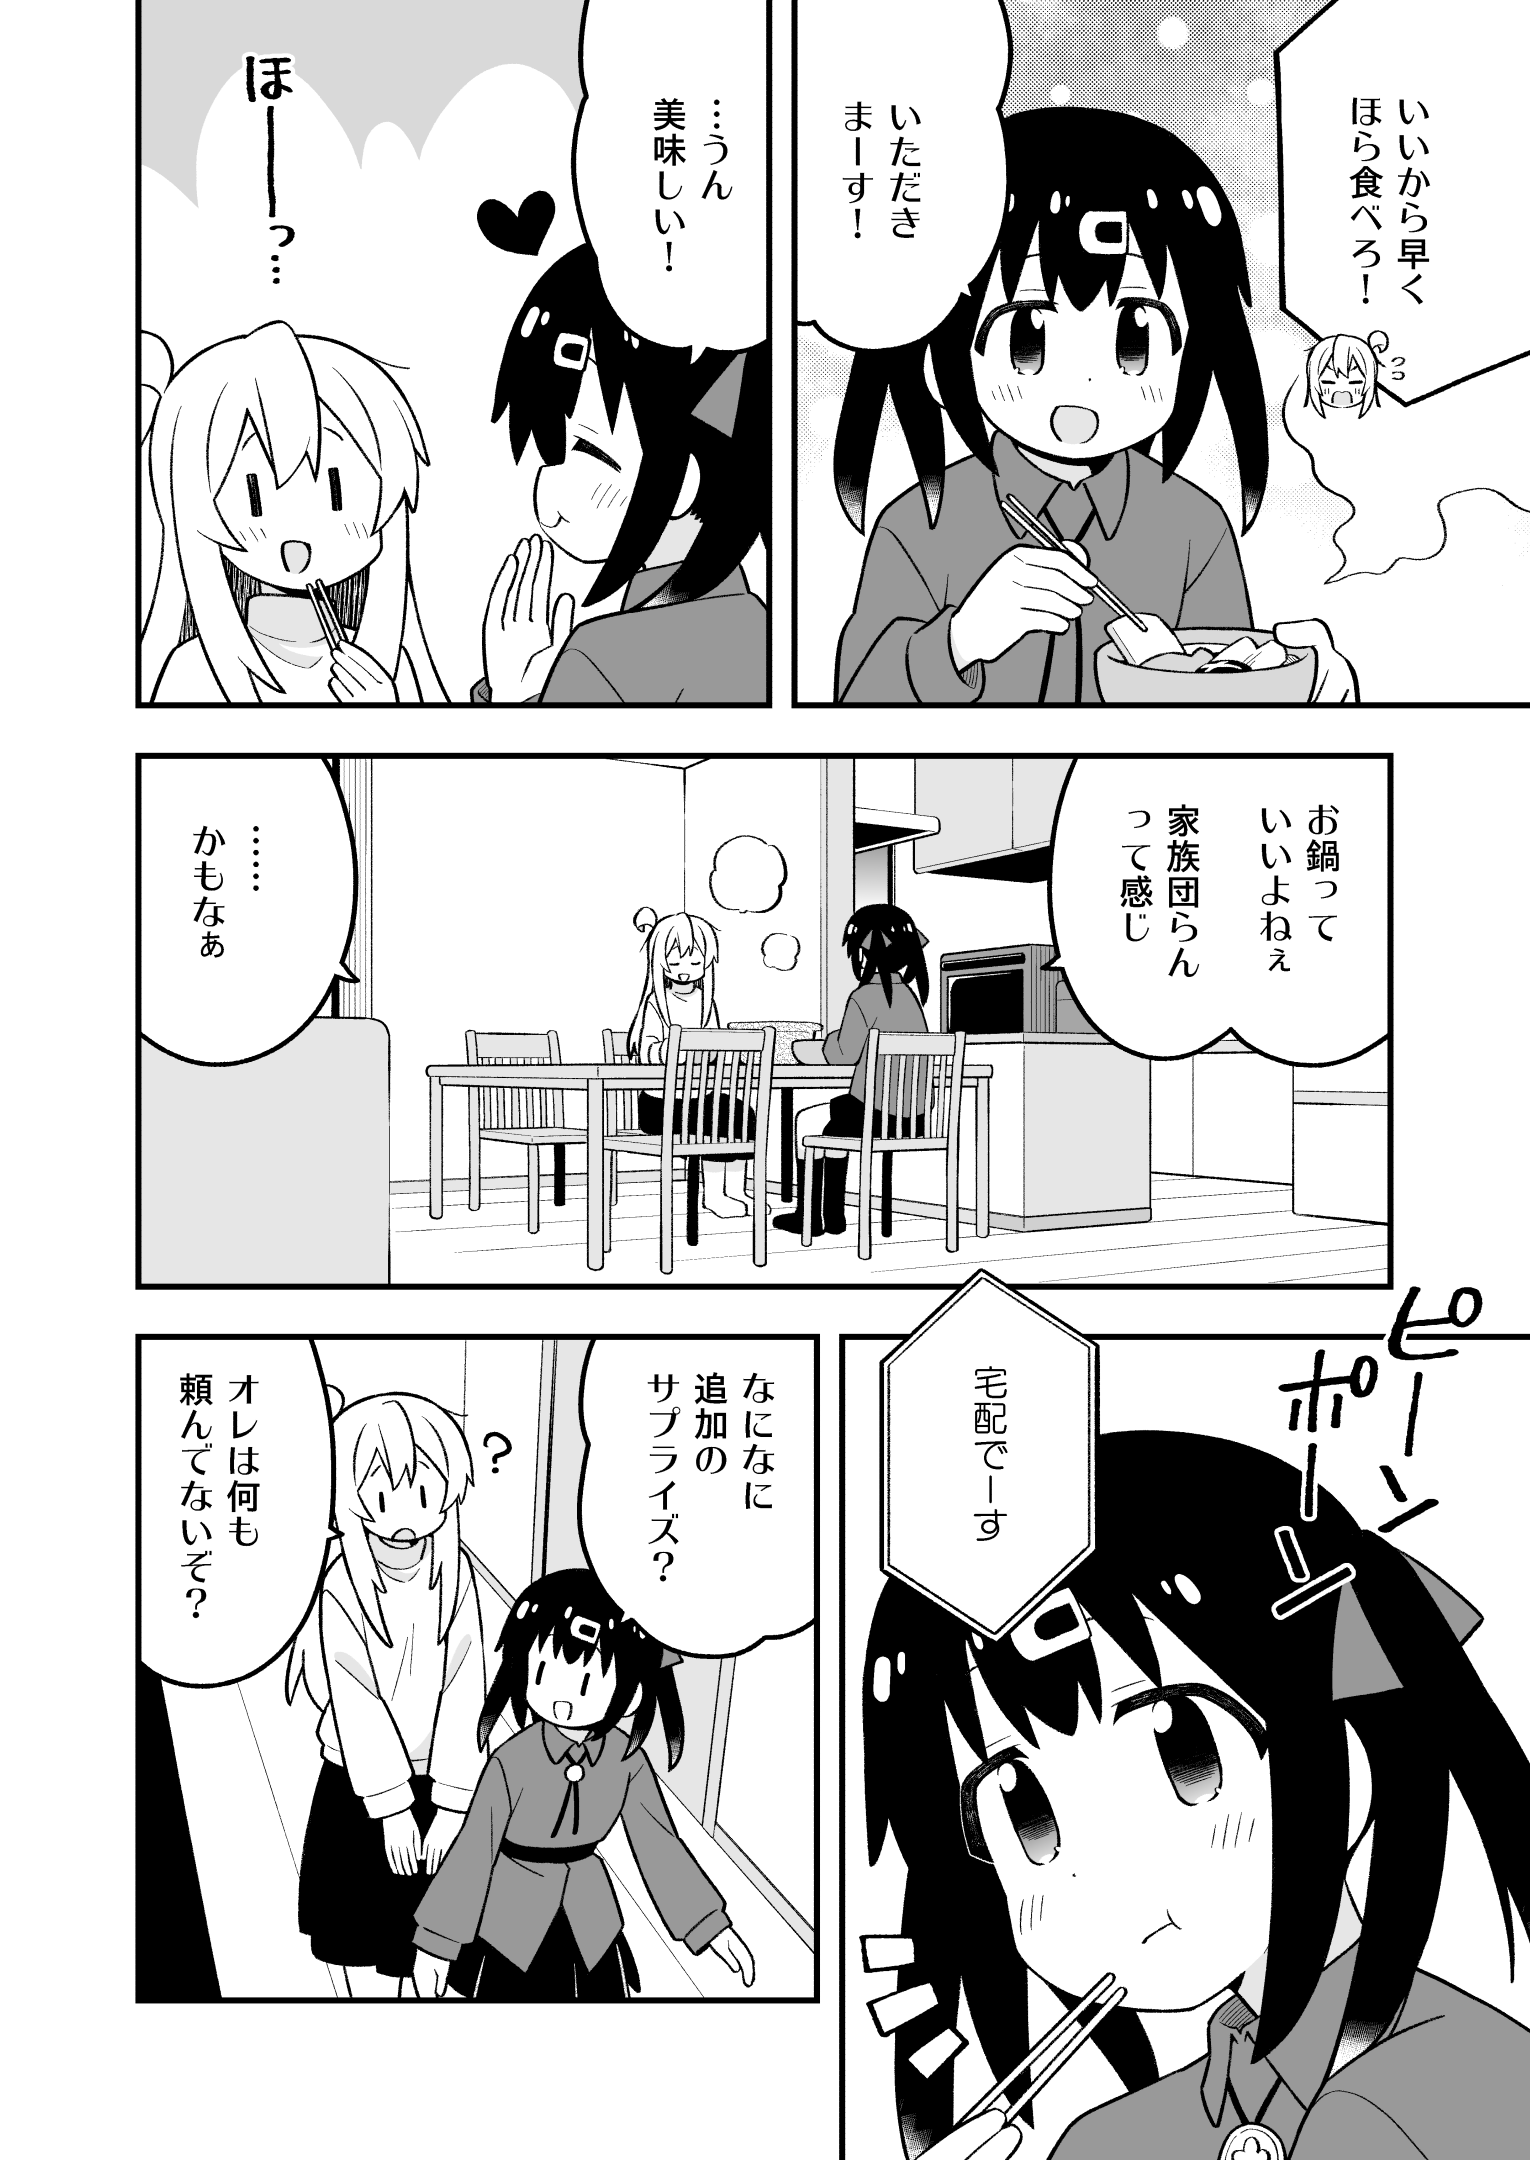 いいから早く
ほら食べろ！
いただき
まーす！
…うん
美味しい！
ほーーっ…
お鍋って
いいよねぇ
家族団らん
って感じ
……
かもなぁ
ピーン
ポーン
宅配でーす
なになに
追加の
サプライズ？
オレは何も
頼んでないぞ？
？